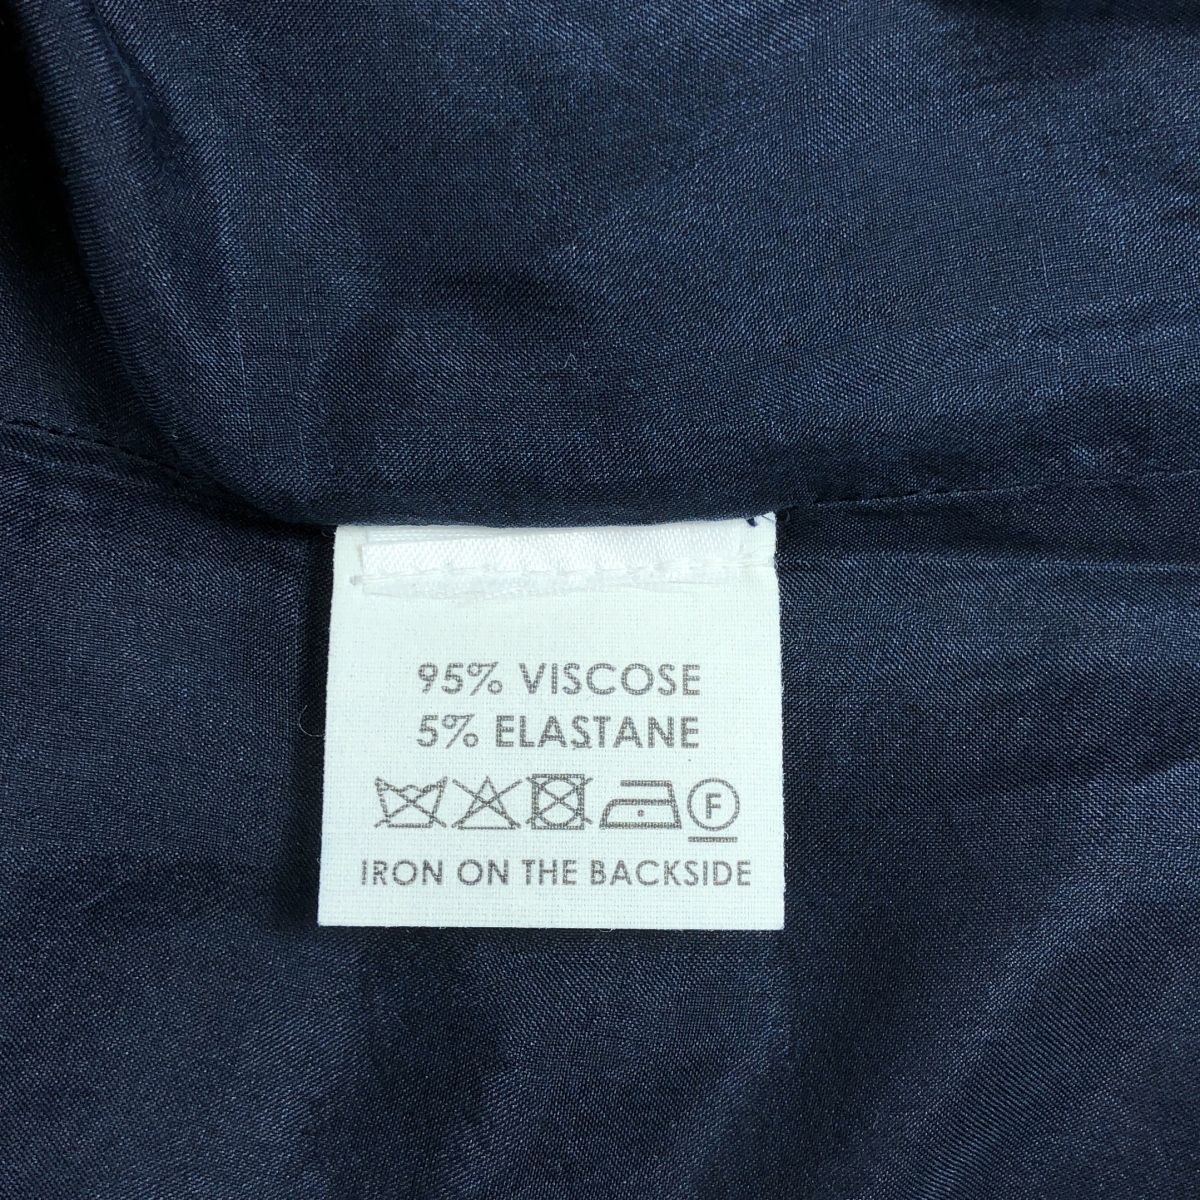 95% VISCOSE
5% ELASTANE
F
IRON ON THE BACKSIDE